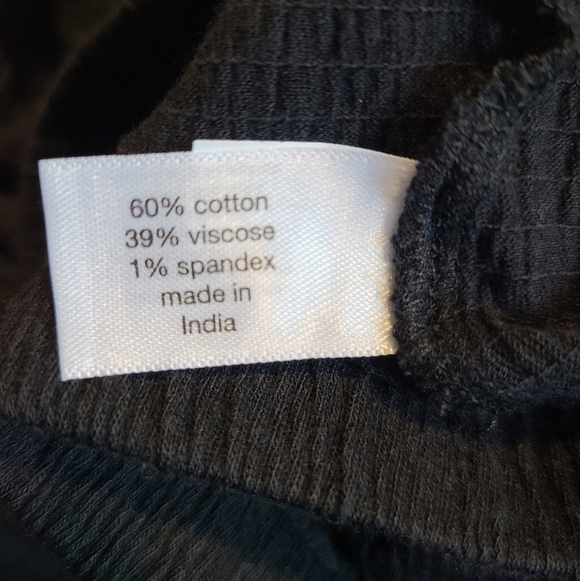 60% cotton
39% viscose
1% spandex
made in
India